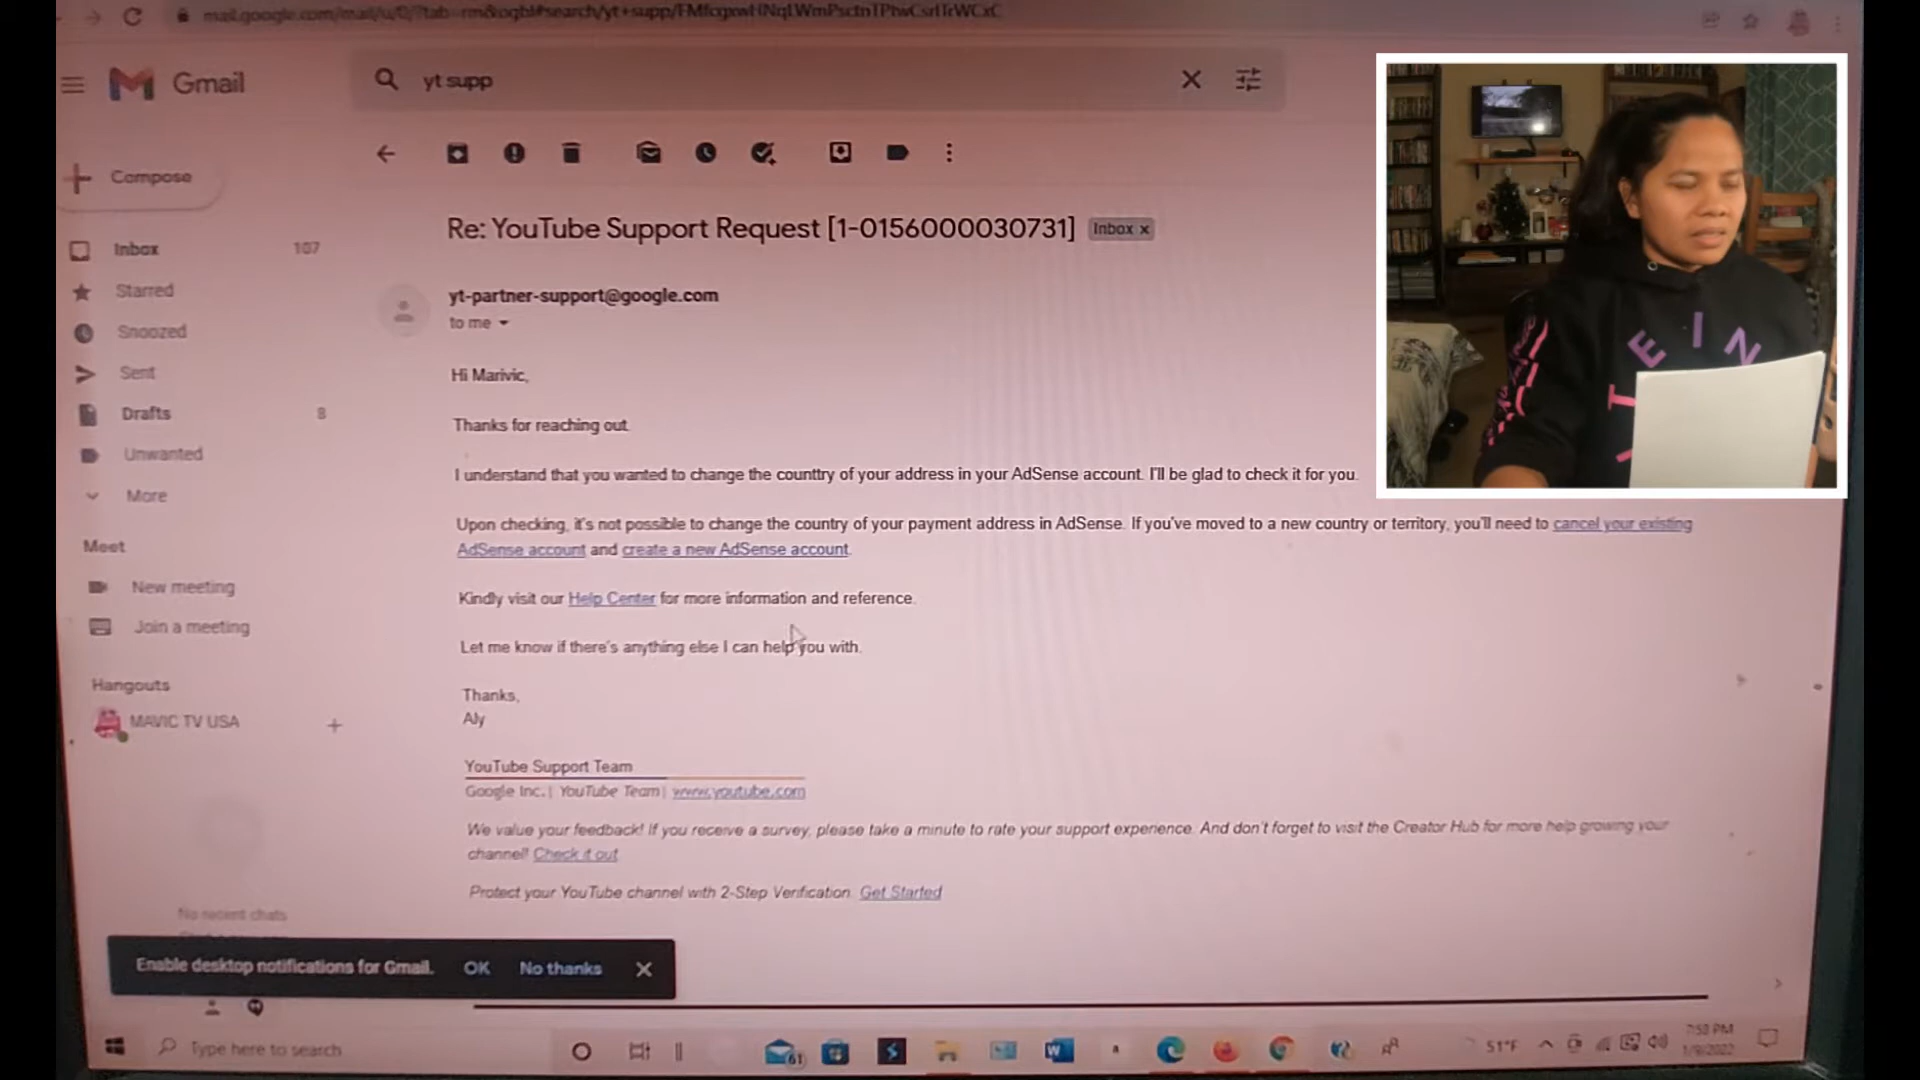 Gmail
yt supp
Compose
Inbox 107
Starred
Snoozed
Sent
Drafts 8
Unwanted
More
Meet
New meeting
Join a meeting
Hangouts
MAVIC TV USA
No recent chats
Re: YouTube Support Request [1-0156000030731] Inbox x
yt-partner-support@google.com
to me
Hi Marivic,
Thanks for reaching out.
I understand that you wanted to change the counttry of your address in your AdSense account. I'll be glad to check it for you.
Upon checking, it's not possible to change the country of your payment address in AdSense. If you've moved to a new country or territory, you'll need to cancel your existing
AdSense account and create a new AdSense account.
Kindly visit our Help Center for more information and reference.
Let me know if there's anything else I can help you with.
Thanks,
Aly
YouTube Support Team
Google Inc. | YouTube Team | www.youtube.com
We value your feedback! If you receive a survey, please take a minute to rate your support experience. And don't forget to visit the Creator Hub for more help growing your
channel! Check it out
Protect your YouTube channel with 2-Step Verification. Get Started
Enable desktop notifications for Gmail. OK No thanks
Type here to search
61
51°F
7:53 PM
1/9/2022